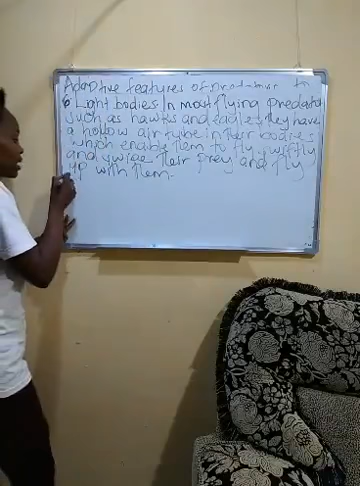 Adaptive features of to
6 Light bodies In most flying predators
such as hawks and eagles, they have
a hollow air tube in their bodies
which enable them to fly swiftly
and their prey and fly
up with them.